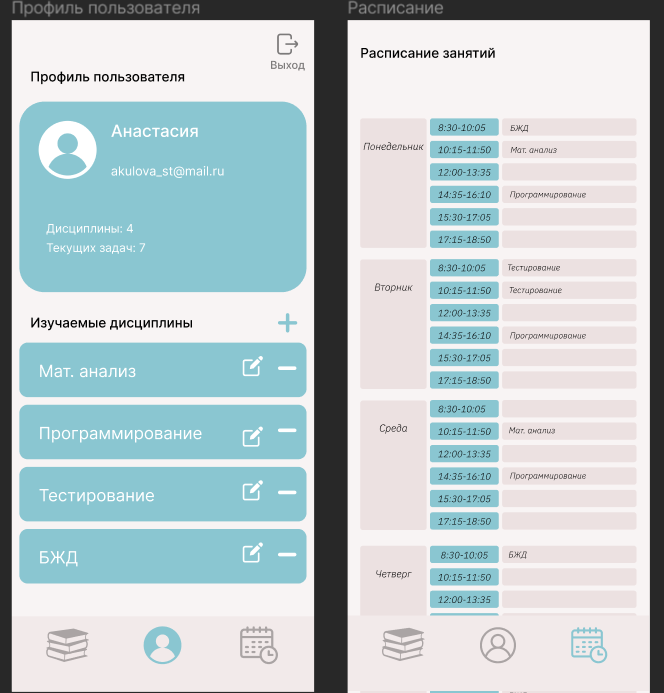 Профиль пользователя
Выход
Профиль пользователя
Анастасия
akulova_st@mail.ru
Дисциплины: 4
Текущих задач: 7
Изучаемые дисциплины
Мат. анализ
Программирование
Тестирование
БЖД
Расписание
Расписание занятий
Понедельник
8:30-10:05 БЖД
10:15-11:50 Мат. анализ
12:00-13:35
14:35-16:10 Программирование
15:30-17:05
17:15-18:50
Вторник
8:30-10:05 Тестирование
10:15-11:50 Тестирование
12:00-13:35
14:35-16:10 Программирование
15:30-17:05
17:15-18:50
Среда
8:30-10:05
10:15-11:50 Мат. анализ
12:00-13:35
14:35-16:10 Программирование
15:30-17:05
17:15-18:50
Четверг
8:30-10:05 БЖД
10:15-11:50
12:00-13:35